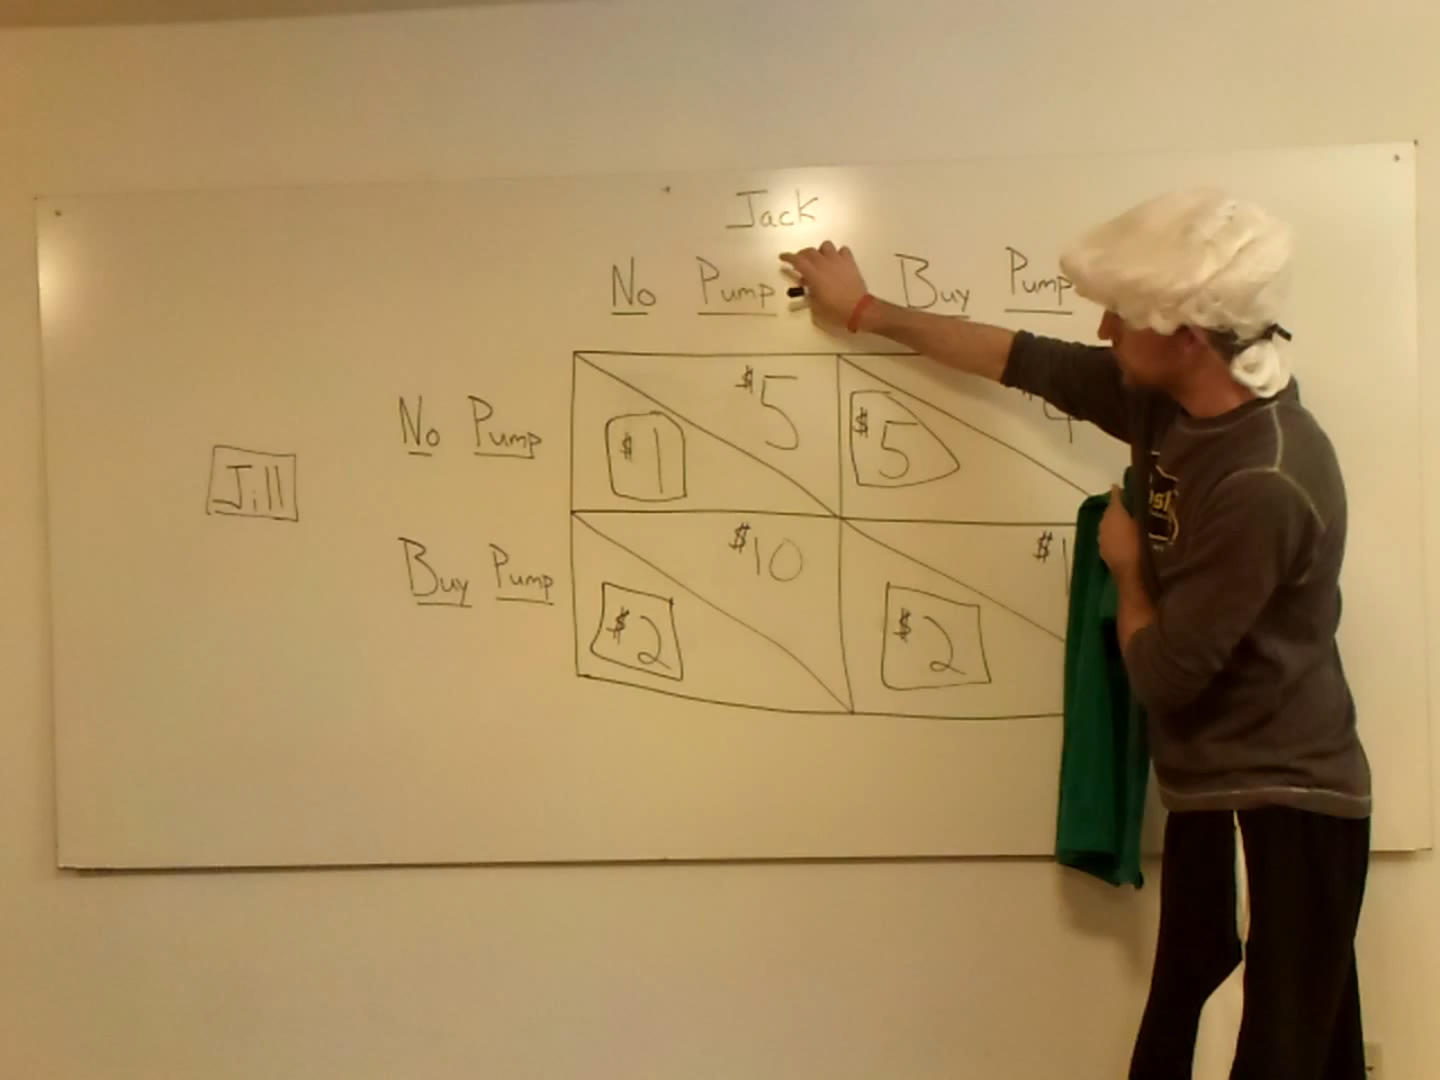 Jack
No Pump Buy Pump
No Pump $1 $5 $5
Jill
Buy Pump $2 $10 $2